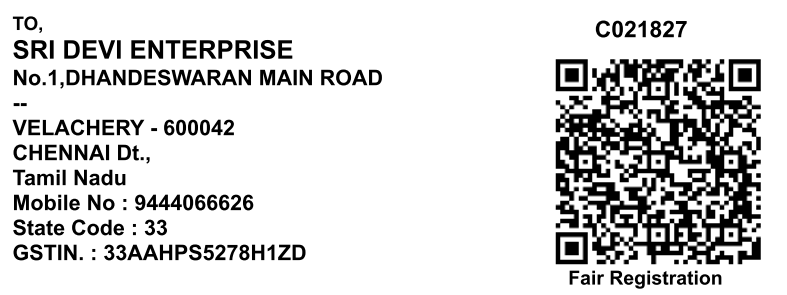 TO,
SRI DEVI ENTERPRISE
No.1,DHANDESWARAN MAIN ROAD
--
VELACHERY - 600042
CHENNAI Dt.,
Tamil Nadu
Mobile No : 9444066626
State Code : 33
GSTIN. : 33AAHPS5278H1ZD
C021827
Fair Registration